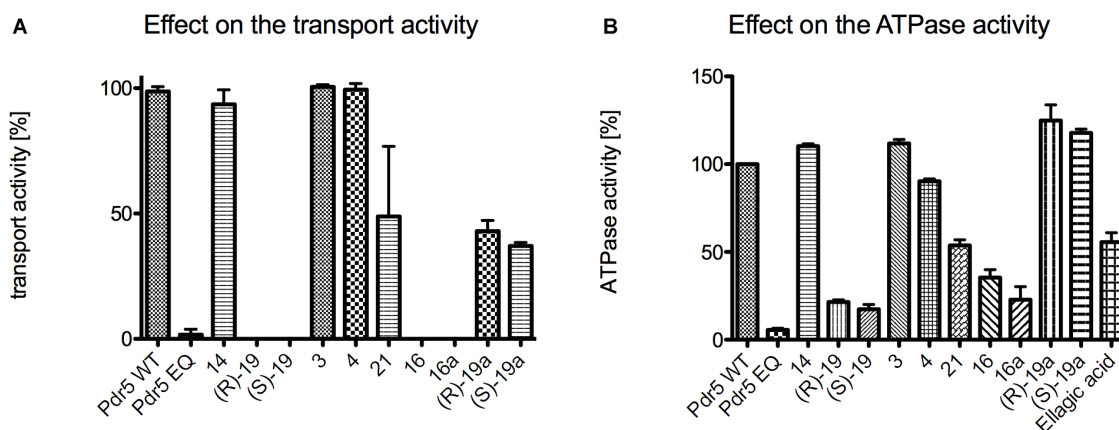 A
Effect on the transport activity
transport activity [%]
100
50
0
Pdr5 WT
Pdr5 EQ
14
(R)-19
(S)-19
3
4
21
16
16a
(R)-19a
(S)-19a
B
Effect on the ATPase activity
ATPase activity [%]
150
100
50
0
Pdr5 WT
Pdr5 EQ
14
(R)-19
(S)-19
3
4
21
16
16a
(R)-19a
(S)-19a
Ellagic acid